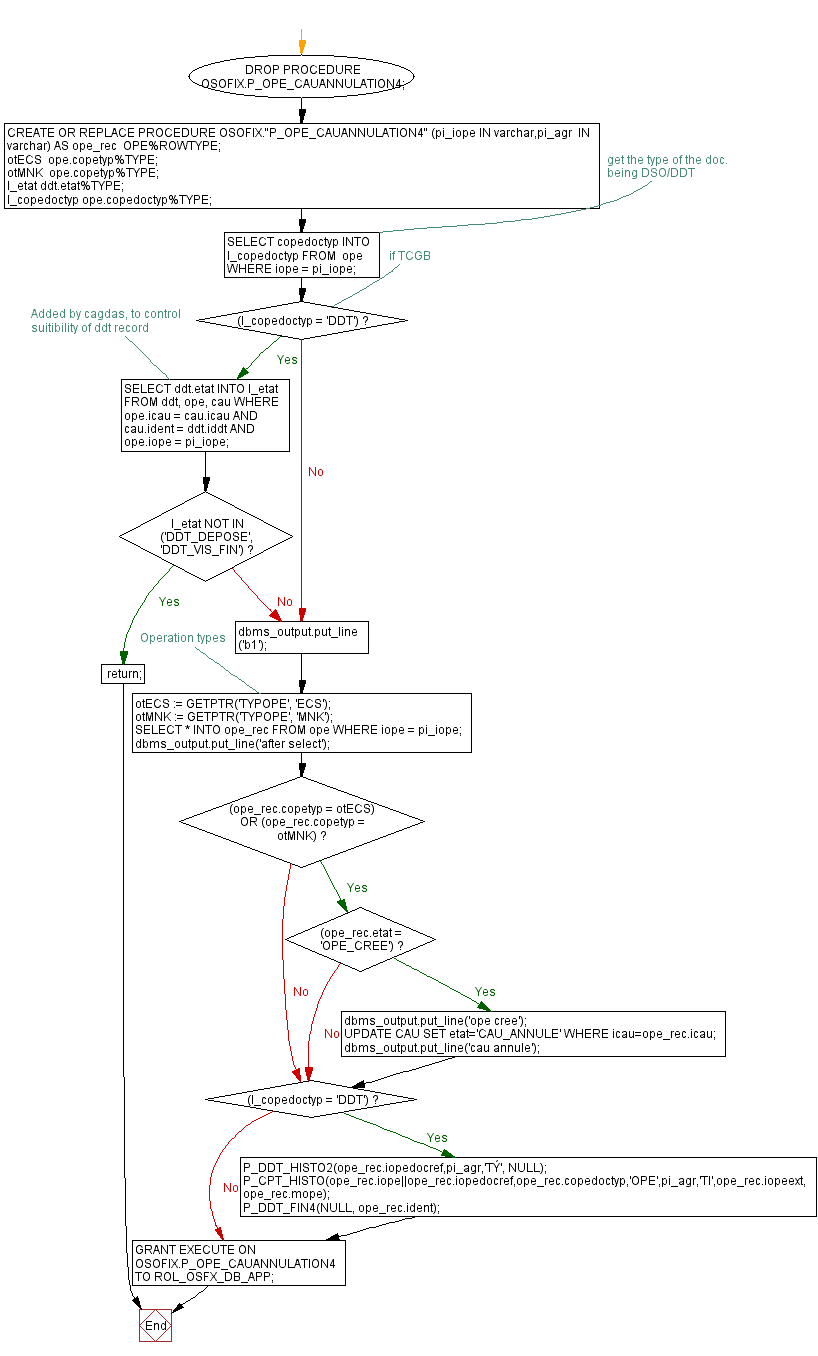 DROP PROCEDURE
OSOFIX.P_OPE_CAUANNULATION4;
CREATE OR REPLACE PROCEDURE OSOFIX."P_OPE_CAUANNULATION4" (pi_iope IN varchar,pi_agr IN
varchar) AS ope_rec OPE%ROWTYPE;
otECS ope.copetyp%TYPE;
otMNK ope.copetyp%TYPE;
l_etat ddt.etat%TYPE;
l_copedoctyp ope.copedoctyp%TYPE;
get the type of the doc.
being DSO/DDT
SELECT copedoctyp INTO
l_copedoctyp FROM ope
WHERE iope = pi_iope;
if TCGB
(l_copedoctyp = 'DDT') ?
Added by cagdas, to control
suitibility of ddt record
Yes
SELECT ddt.etat INTO l_etat
FROM ddt, ope, cau WHERE
ope.icau = cau.icau AND
cau.ident = ddt.iddt AND
ope.iope = pi_iope;
No
l_etat NOT IN
('DDT_DEPOSE',
'DDT_VIS_FIN') ?
Yes
No
dbms_output.put_line
('b1');
Operation types
return;
otECS := GETPTR('TYPOPE', 'ECS');
otMNK := GETPTR('TYPOPE', 'MNK');
SELECT * INTO ope_rec FROM ope WHERE iope = pi_iope;
dbms_output.put_line('after select');
(ope_rec.copetyp = otECS)
OR (ope_rec.copetyp =
otMNK) ?
Yes
(ope_rec.etat =
'OPE_CREE') ?
No
Yes
dbms_output.put_line('ope cree');
UPDATE CAU SET etat='CAU_ANNULE' WHERE icau=ope_rec.icau;
dbms_output.put_line('cau annule');
No
(l_copedoctyp = 'DDT') ?
Yes
P_DDT_HISTO2(ope_rec.iopedocref,pi_agr,'TÝ', NULL);
P_CPT_HISTO(ope_rec.iope||ope_rec.iopedocref,ope_rec.copedoctyp,'OPE',pi_agr,'TI',ope_rec.iopeext,
ope_rec.mope);
P_DDT_FIN4(NULL, ope_rec.ident);
No
GRANT EXECUTE ON
OSOFIX.P_OPE_CAUANNULATION4
TO ROL_OSFX_DB_APP;
End